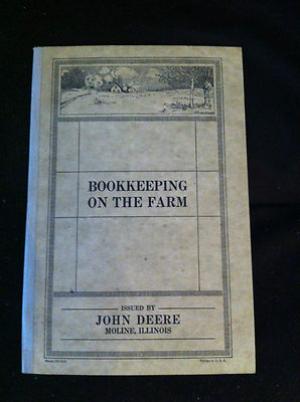 BOOKKEEPING
ON THE FARM
ISSUED BY
JOHN DEERE
MOLINE, ILLINOIS